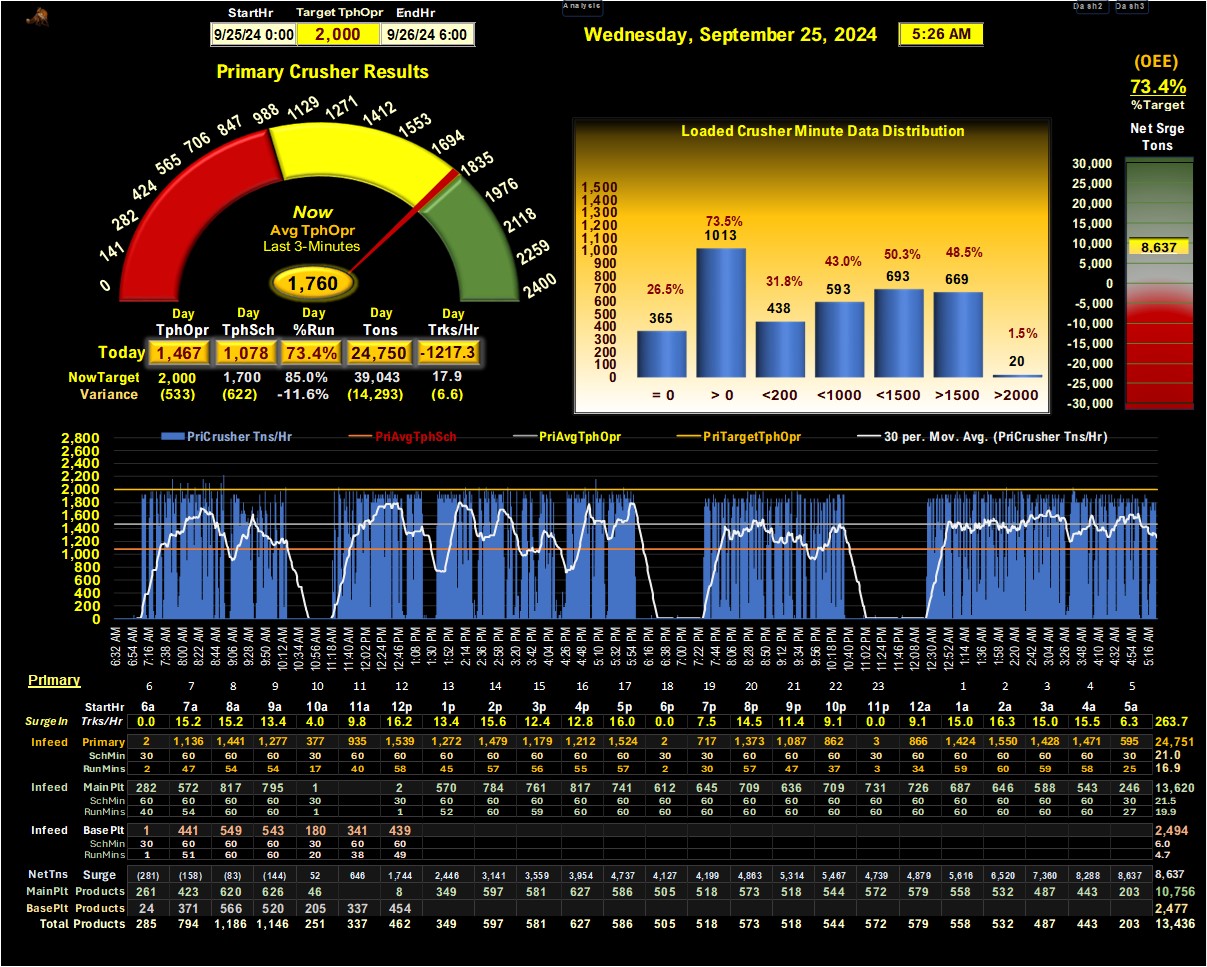 StartHr Target TphOpr EndHr Analysis Dash2 Dash3
9/25/24 0:00 2,000 9/26/24 6:00 Wednesday, September 25, 2024 5:26 AM
(OEE)
73.4%
%Target
Primary Crusher Results
0 141 282 424 565 706 847 988 1129 1271 1412 1553 1694 1835 1976 2118 2259 2400
Now
Avg TphOpr
Last 3-Minutes
1,760
Day Day Day Day Day
TphOpr TphSch %Run Tons Trks/Hr
Today 1,467 1,078 73.4% 24,750 -1217.3
NowTarget 2,000 1,700 85.0% 39,043 17.9
Variance (533) (622) -11.6% (14,293) (6.6)
Loaded Crusher Minute Data Distribution
1,500
1,400
1,300
1,200
1,100
1,000
900
800
700
600
500
400
300
200
100
0
26.5% 73.5% 31.8% 43.0% 50.3% 48.5% 1.5%
365 1013 438 593 693 669 20
= 0 > 0 <200 <1000 <1500 >1500 >2000
Net Srge
Tons
30,000
25,000
20,000
15,000
10,000
5,000
0
-5,000
-10,000
-15,000
-20,000
-25,000
-30,000
8,637
PriCrusher Tns/Hr PriAvgTphSch PriAvgTphOpr PriTargetTphOpr 30 per. Mov. Avg. (PriCrusher Tns/Hr)
2,800
2,600
2,400
2,200
2,000
1,800
1,600
1,400
1,200
1,000
800
600
400
200
0
6:32 AM 6:54 AM 7:16 AM 7:38 AM 8:00 AM 8:22 AM 8:44 AM 9:06 AM 9:28 AM 9:50 AM 10:12 AM 10:34 AM 10:56 AM 11:18 AM 11:40 AM 12:02 PM 12:24 PM 12:46 PM 1:08 PM 1:30 PM 1:52 PM 2:14 PM 2:36 PM 2:58 PM 3:20 PM 3:42 PM 4:04 PM 4:26 PM 4:48 PM 5:10 PM 5:32 PM 5:54 PM 6:16 PM 6:38 PM 7:00 PM 7:22 PM 7:44 PM 8:06 PM 8:28 PM 8:50 PM 9:12 PM 9:34 PM 9:56 PM 10:18 PM 10:40 PM 11:02 PM 11:24 PM 11:46 PM 12:08 AM 12:30 AM 12:52 AM 1:14 AM 1:36 AM 1:58 AM 2:20 AM 2:42 AM 3:04 AM 3:26 AM 3:48 AM 4:10 AM 4:32 AM 4:54 AM 5:16 AM
Primary
6 7 8 9 10 11 12 13 14 15 16 17 18 19 20 21 22 23 1 2 3 4 5
StartHr 6a 7a 8a 9a 10a 11a 12p 1p 2p 3p 4p 5p 6p 7p 8p 9p 10p 11p 12a 1a 2a 3a 4a 5a
SurgeIn Trks/Hr 0.0 15.2 15.2 13.4 4.0 9.8 16.2 13.4 15.6 12.4 12.8 16.0 0.0 7.5 14.5 11.4 9.1 0.0 9.1 15.0 16.3 15.0 15.5 6.3 263.7
Infeed Primary 2 1,136 1,441 1,277 377 935 1,539 1,272 1,479 1,179 1,212 1,524 2 717 1,373 1,087 862 3 866 1,424 1,550 1,428 1,471 595 24,751
SchMin 30 60 60 60 30 60 60 60 60 60 60 60 30 30 60 60 60 30 60 60 60 60 60 30 21.0
RunMins 2 47 54 54 17 40 58 45 57 56 55 57 2 30 57 47 37 3 34 59 60 59 58 25 16.9
Infeed Main Plt 282 572 817 795 1 2 570 784 761 817 741 612 645 709 636 709 731 726 687 646 588 543 246 13,620
SchMin 60 60 60 60 30 30 60 60 60 60 60 60 60 60 60 60 60 60 60 60 60 60 30 21.5
RunMins 40 54 60 60 1 1 52 60 59 60 60 60 60 60 60 60 60 60 60 60 60 60 27 19.9
Infeed Base Plt 1 441 549 543 180 341 439 2,494
SchMin 30 60 60 60 30 60 60 6.0
RunMins 1 51 60 60 20 38 49 4.7
NetTns Surge (281) (158) (83) (144) 52 646 1,744 2,446 3,141 3,559 3,954 4,737 4,127 4,199 4,863 5,314 5,467 4,739 4,879 5,616 6,520 7,360 8,288 8,637 8,637
MainPlt Products 261 423 620 626 46 8 349 597 581 627 586 505 518 573 518 544 572 579 558 532 487 443 203 10,756
BasePlt Products 24 371 566 520 205 337 454 2,477
Total Products 285 794 1,186 1,146 251 337 462 349 597 581 627 586 505 518 573 518 544 572 579 558 532 487 443 203 13,436